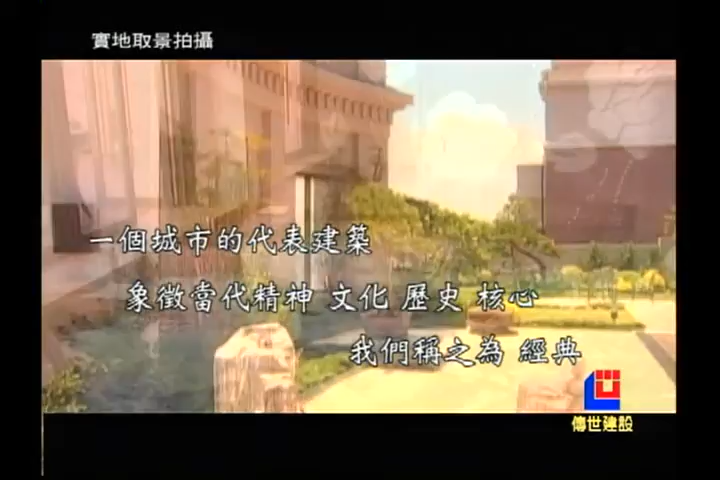 實地取景拍攝
一個城市的代表建築
象徵當代精神 文化 歷史 核心
我們稱之為 經典
傳世建設